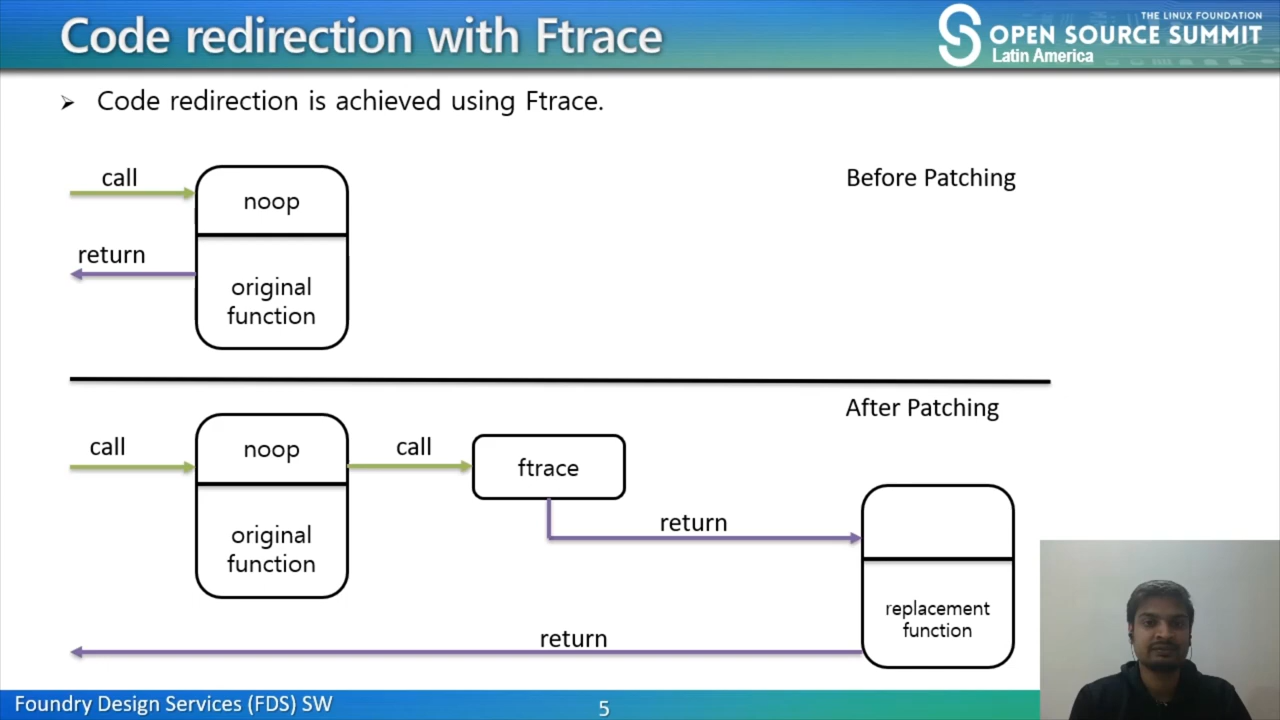 Code redirection with Ftrace
THE LINUX FOUNDATION
OPEN SOURCE SUMMIT
Latin America
➢ Code redirection is achieved using Ftrace.
call
noop
Before Patching
return
original
function
After Patching
call
noop
call
ftrace
return
original
function
replacement
function
return
Foundry Design Services (FDS) SW
5